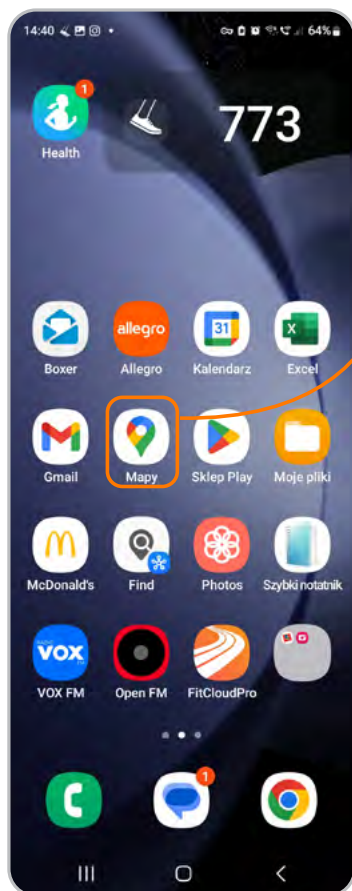 14:40 64%
1
773
Health
allegro 31 X
Boxer Allegro Kalendarz Excel
Gmail Mapy Sklep Play Moje pliki
McDonald's Find Photos Szybki notatnik
VOX
VOX FM Open FM FitCloudPro
1